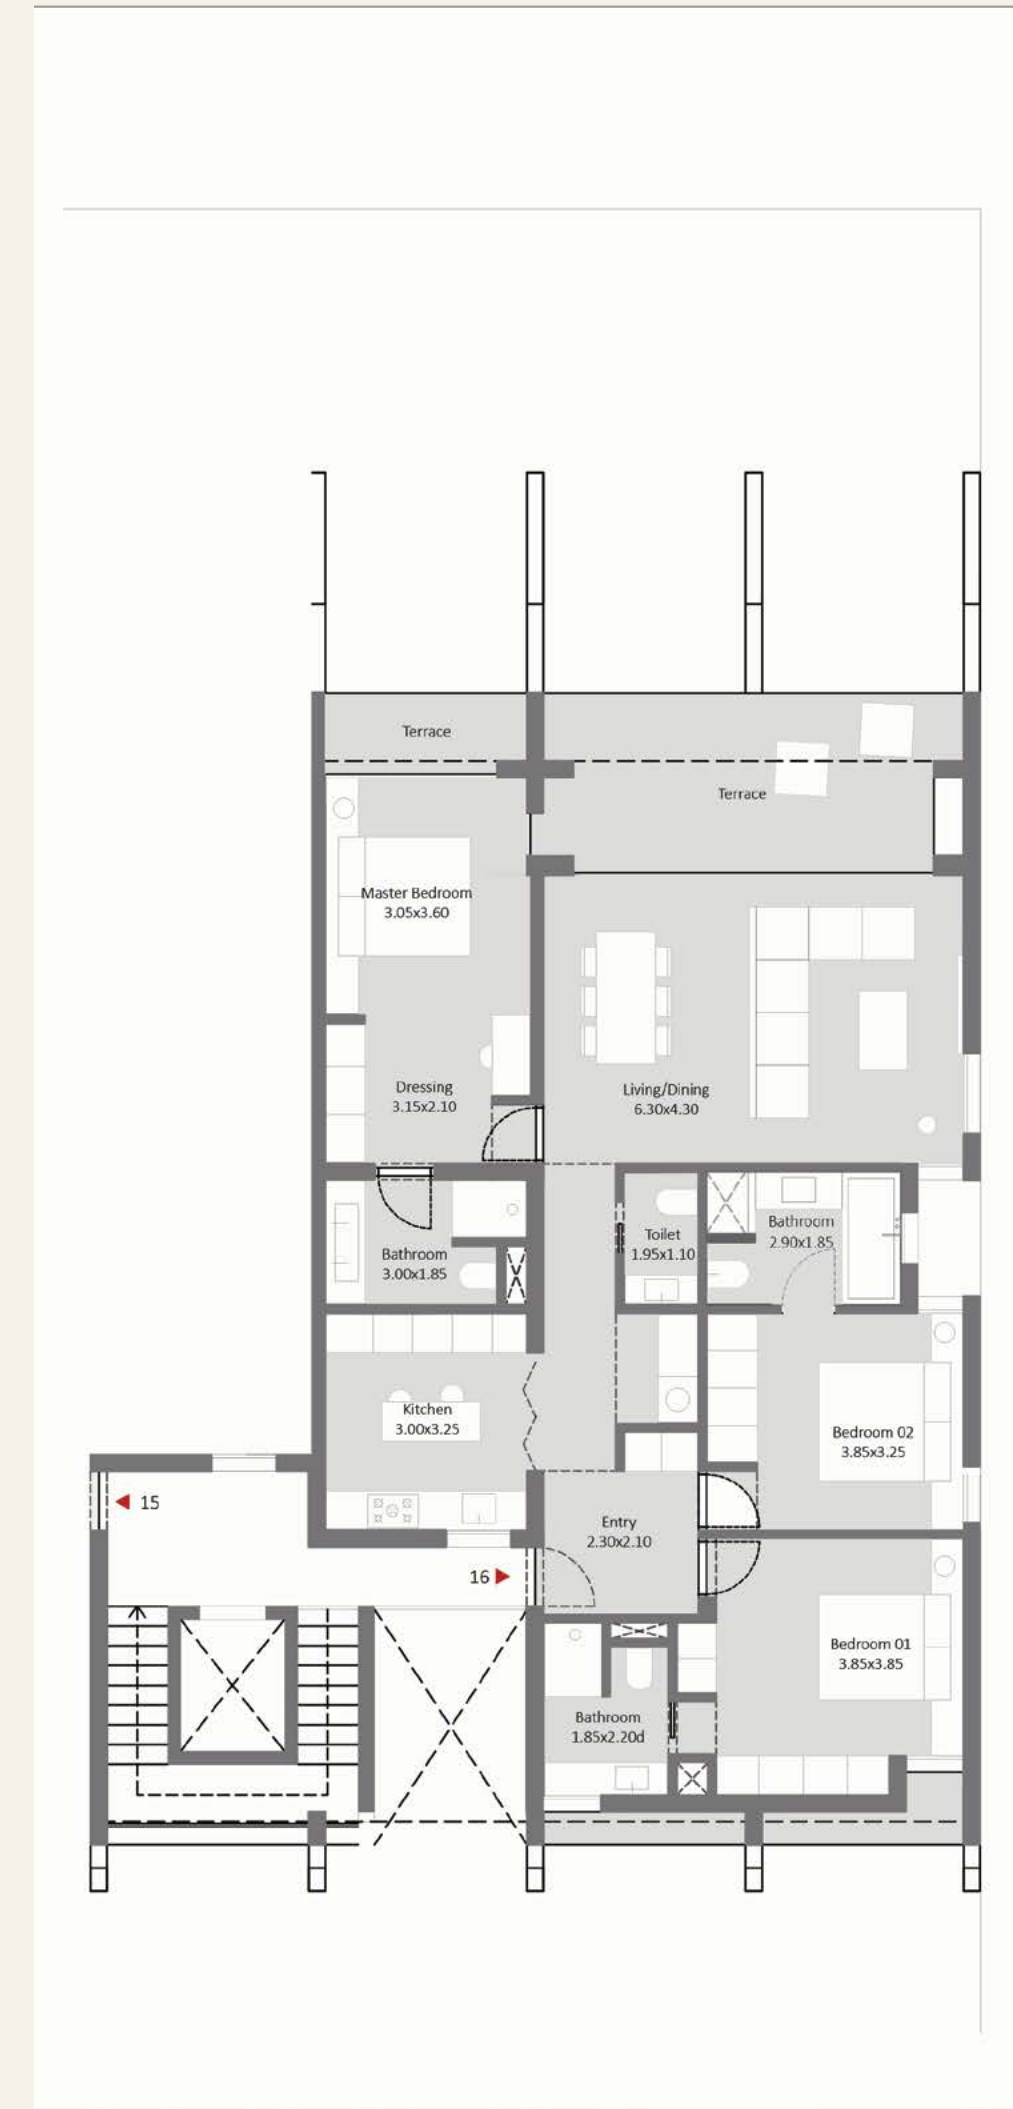 Terrace
Terrace
Master Bedroom
3.05x3.60
Dressing
3.15x2.10
Living/Dining
6.30x4.30
Bathroom
2.90x1.85
Toilet
1.95x1.10
Bathroom
3.00x1.85
Kitchen
3.00x3.25
Bedroom 02
3.85x3.25
15
Entry
2.30x2.10
16
Bedroom 01
3.85x3.85
Bathroom
1.85x2.20d